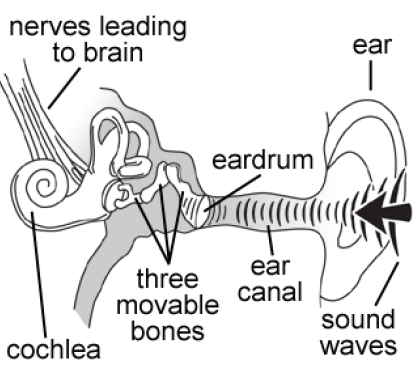 nerves leading
to brain
ear
eardrum
three
movable
bones
ear
canal
sound
waves
cochlea